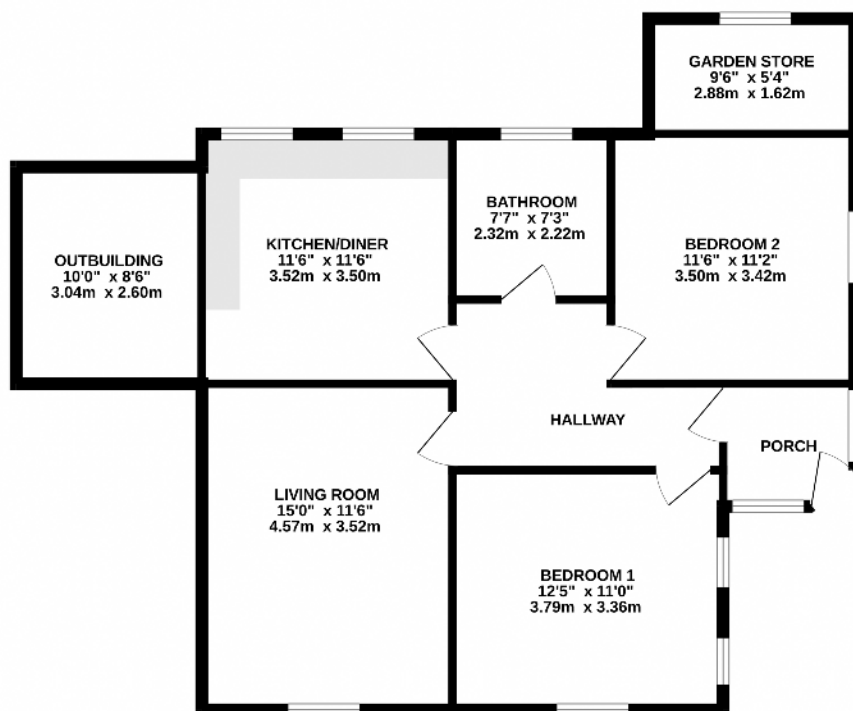 GARDEN STORE
9'6" x 5'4"
2.88m x 1.62m
BATHROOM
7'7" x 7'3"
2.32m x 2.22m
KITCHEN/DINER
11'6" x 11'6"
3.52m x 3.50m
BEDROOM 2
11'6" x 11'2"
3.50m x 3.42m
OUTBUILDING
10'0" x 8'6"
3.04m x 2.60m
HALLWAY
PORCH
LIVING ROOM
15'0" x 11'6"
4.57m x 3.52m
BEDROOM 1
12'5" x 11'0"
3.79m x 3.36m